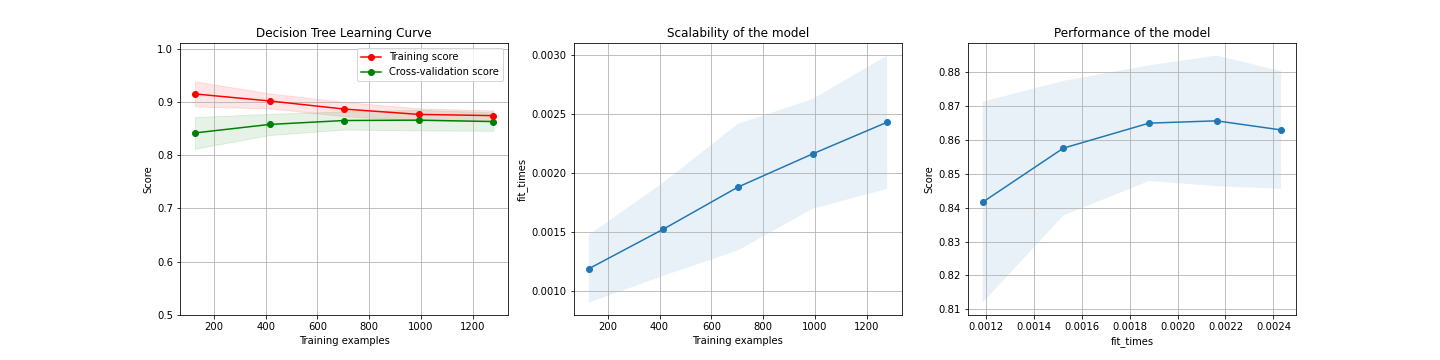 Decision Tree Learning Curve
Training score
Cross-validation score
1.0
0.9
0.8
0.7
0.6
0.5
Score
200 400 600 800 1000 1200
Training examples
Scalability of the model
0.0030
0.0025
0.0020
0.0015
0.0010
fit_times
200 400 600 800 1000 1200
Training examples
Performance of the model
0.88
0.87
0.86
0.85
0.84
0.83
0.82
0.81
Score
0.0012 0.0014 0.0016 0.0018 0.0020 0.0022 0.0024
fit_times